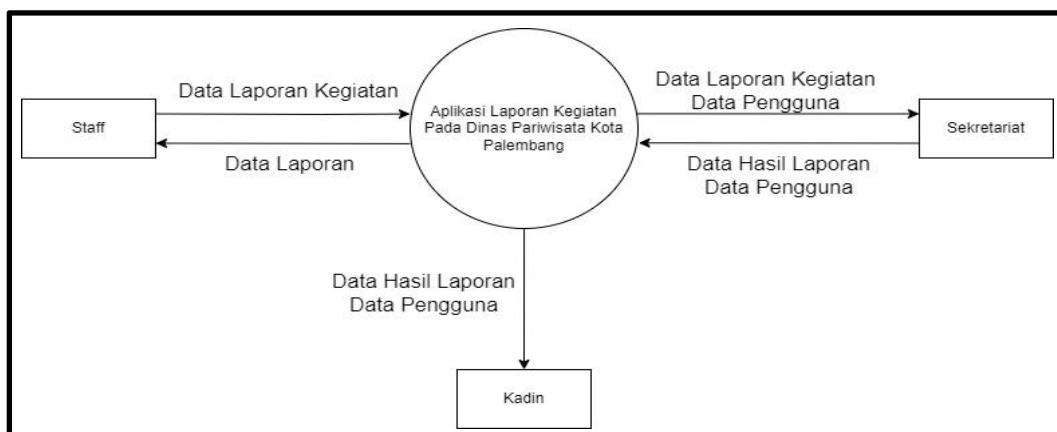 Data Laporan Kegiatan
Staff
Data Laporan
Aplikasi Laporan Kegiatan
Pada Dinas Pariwisata Kota
Palembang
Data Laporan Kegiatan
Data Pengguna
Sekretariat
Data Hasil Laporan
Data Pengguna
Data Hasil Laporan
Data Pengguna
Kadin